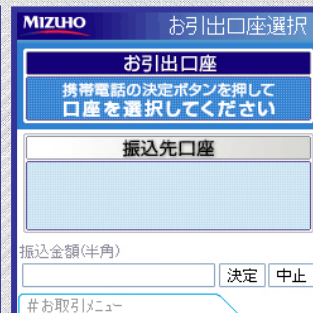 MIZUHO
お引出口座選択
お引出口座
携帯電話の決定ボタンを押して
口座を選択してください
振込先口座
振込金額(半角)
決定 中止
#お取引ﾒﾆｭｰ